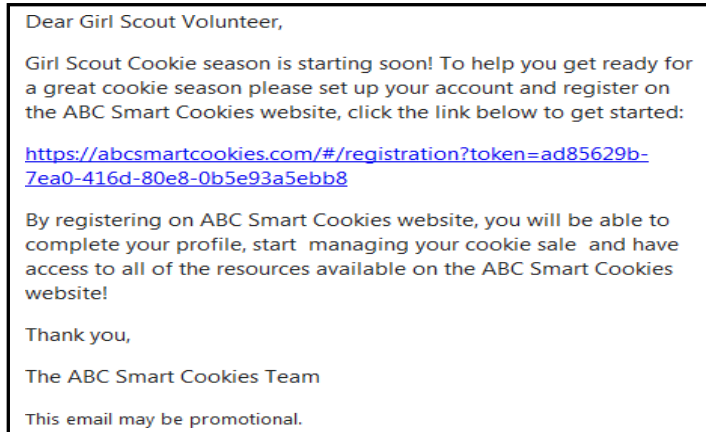 Dear Girl Scout Volunteer,
Girl Scout Cookie season is starting soon! To help you get ready for
a great cookie season please set up your account and register on
the ABC Smart Cookies website, click the link below to get started:
https://abcsmartcookies.com/#/registration?token=ad85629b-
7ea0-416d-80e8-0b5e93a5ebb8
By registering on ABC Smart Cookies website, you will be able to
complete your profile, start  managing your cookie sale  and have
access to all of the resources available on the ABC Smart Cookies
website!
Thank you,
The ABC Smart Cookies Team
This email may be promotional.